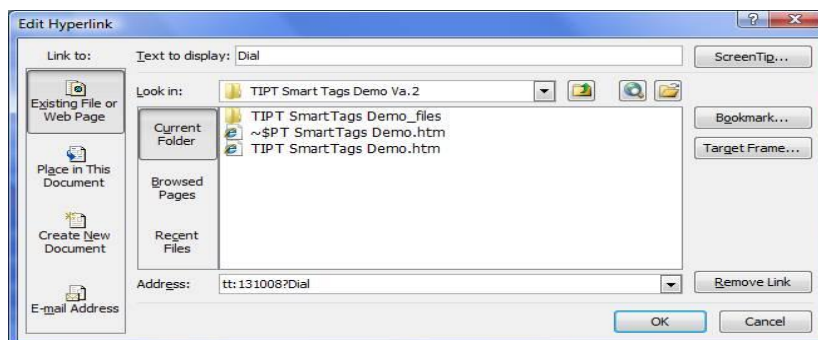 Edit Hyperlink
Link to:
Text to display: Dial
ScreenTip...
Existing File or
Web Page
Look in: TIPT Smart Tags Demo Va.2
Current
Folder
TIPT SmartTags Demo_files
~$PT SmartTags Demo.htm
TIPT SmartTags Demo.htm
Bookmark...
Target Frame...
Place in This
Document
Browsed
Pages
Create New
Document
Recent
Files
E-mail Address
Address: tt:131008?Dial
Remove Link
OK
Cancel